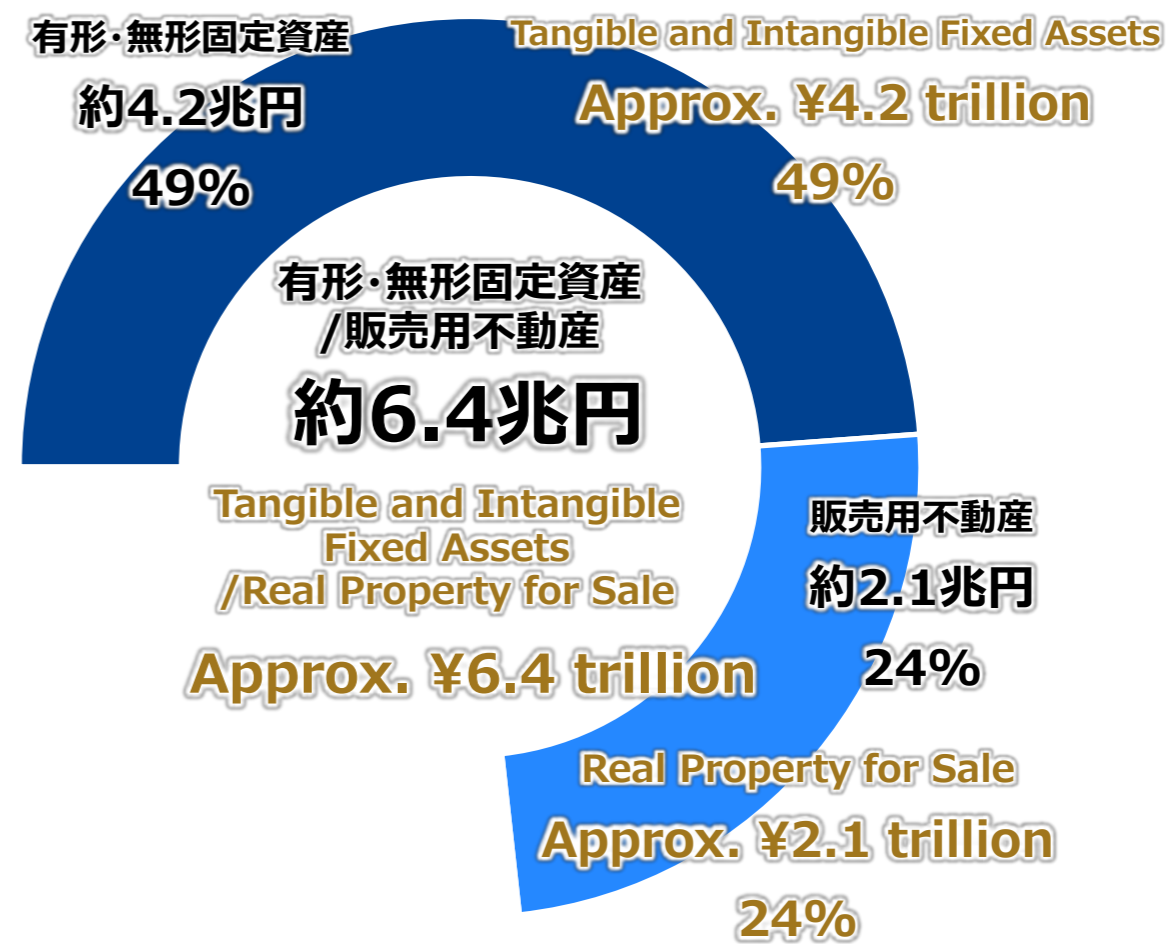 有形･無形固定資産
約4.2兆円
49%
Tangible and Intangible Fixed Assets
Approx. ¥4.2 trillion
49%
有形･無形固定資産
/販売用不動産
約6.4兆円
Tangible and Intangible
Fixed Assets
/Real Property for Sale
Approx. ¥6.4 trillion
販売用不動産
約2.1兆円
24%
Real Property for Sale
Approx. ¥2.1 trillion
24%